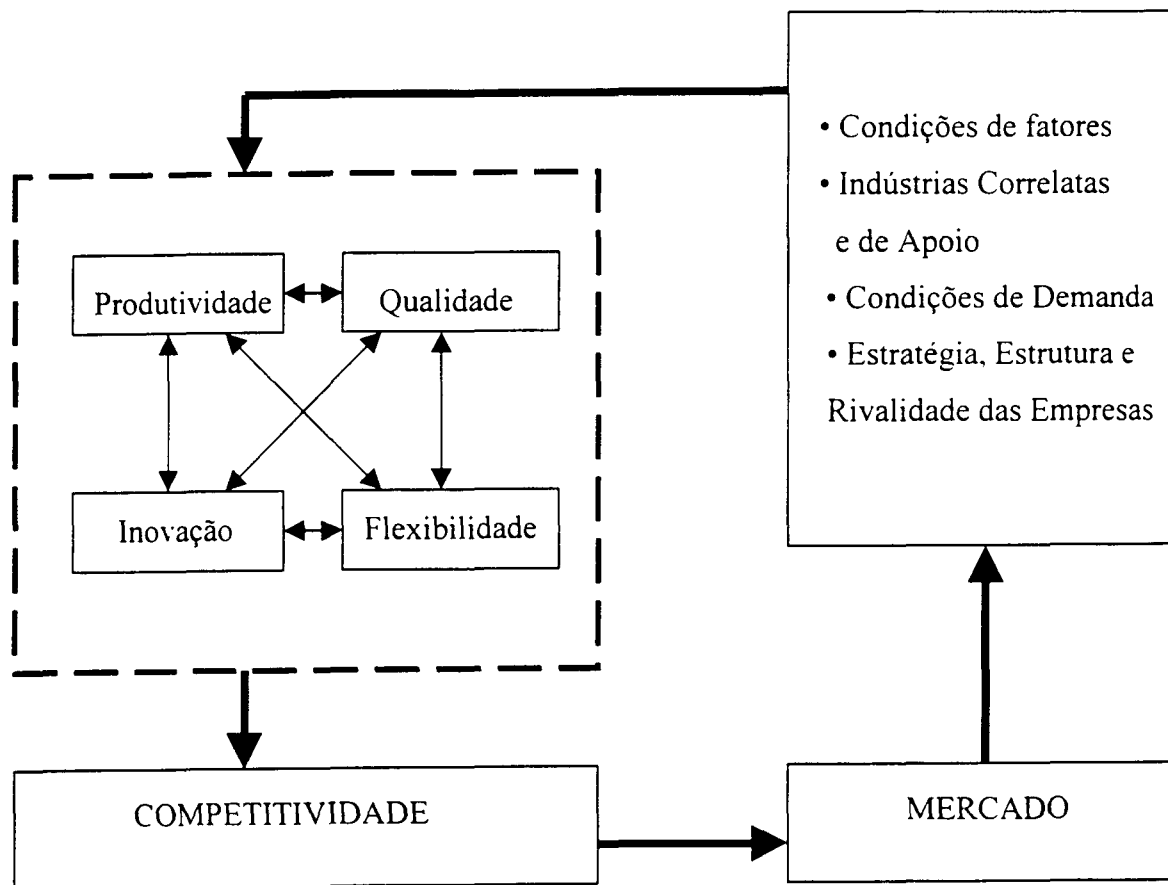 • Condições de fatores
• Indústrias Correlatas
e de Apoio
• Condições de Demanda
• Estratégia, Estrutura e
Rivalidade das Empresas
Produtividade
Qualidade
Inovação
Flexibilidade
COMPETITIVIDADE
MERCADO